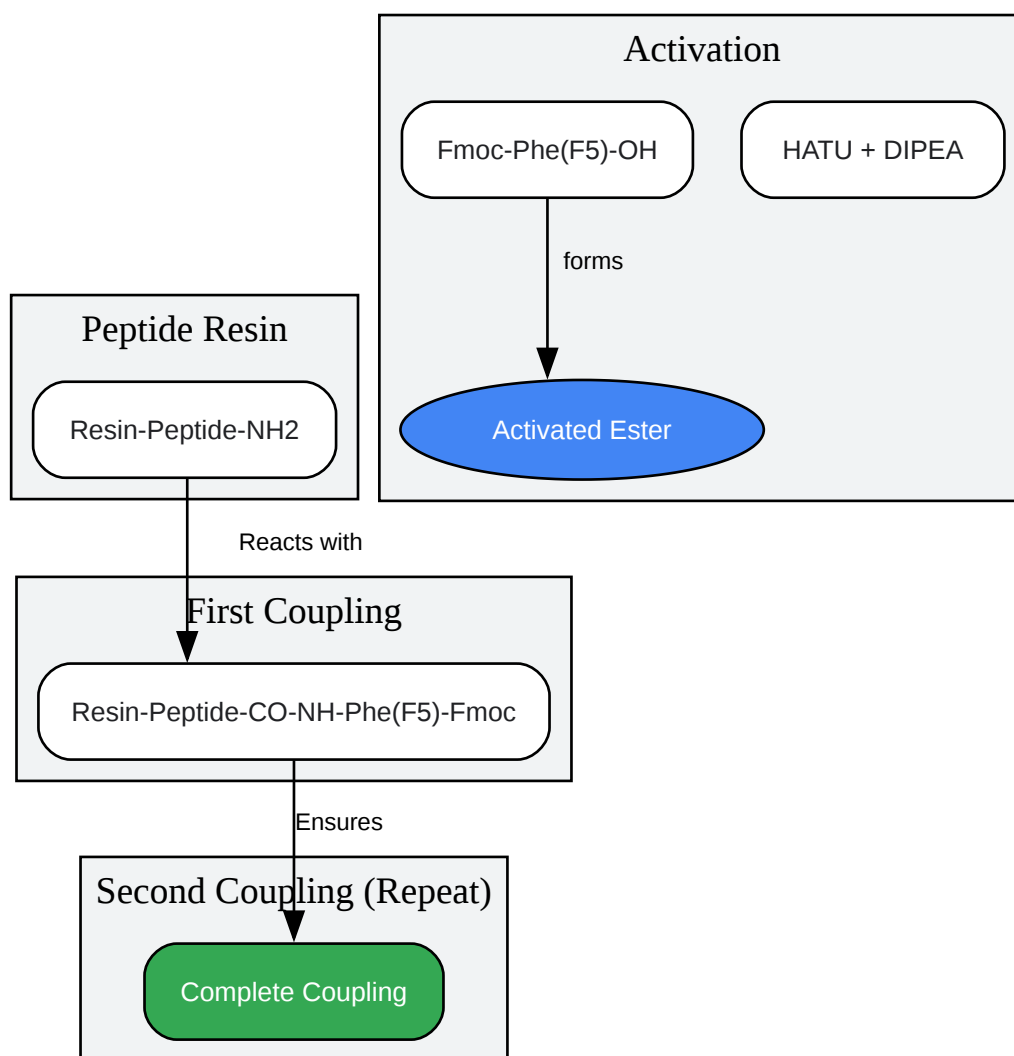 Activation
Fmoc-Phe(F5)-OH
HATU + DIPEA
forms
Activated Ester
Peptide Resin
Resin-Peptide-NH2
Reacts with
First Coupling
Resin-Peptide-CO-NH-Phe(F5)-Fmoc
Ensures
Second Coupling (Repeat)
Complete Coupling